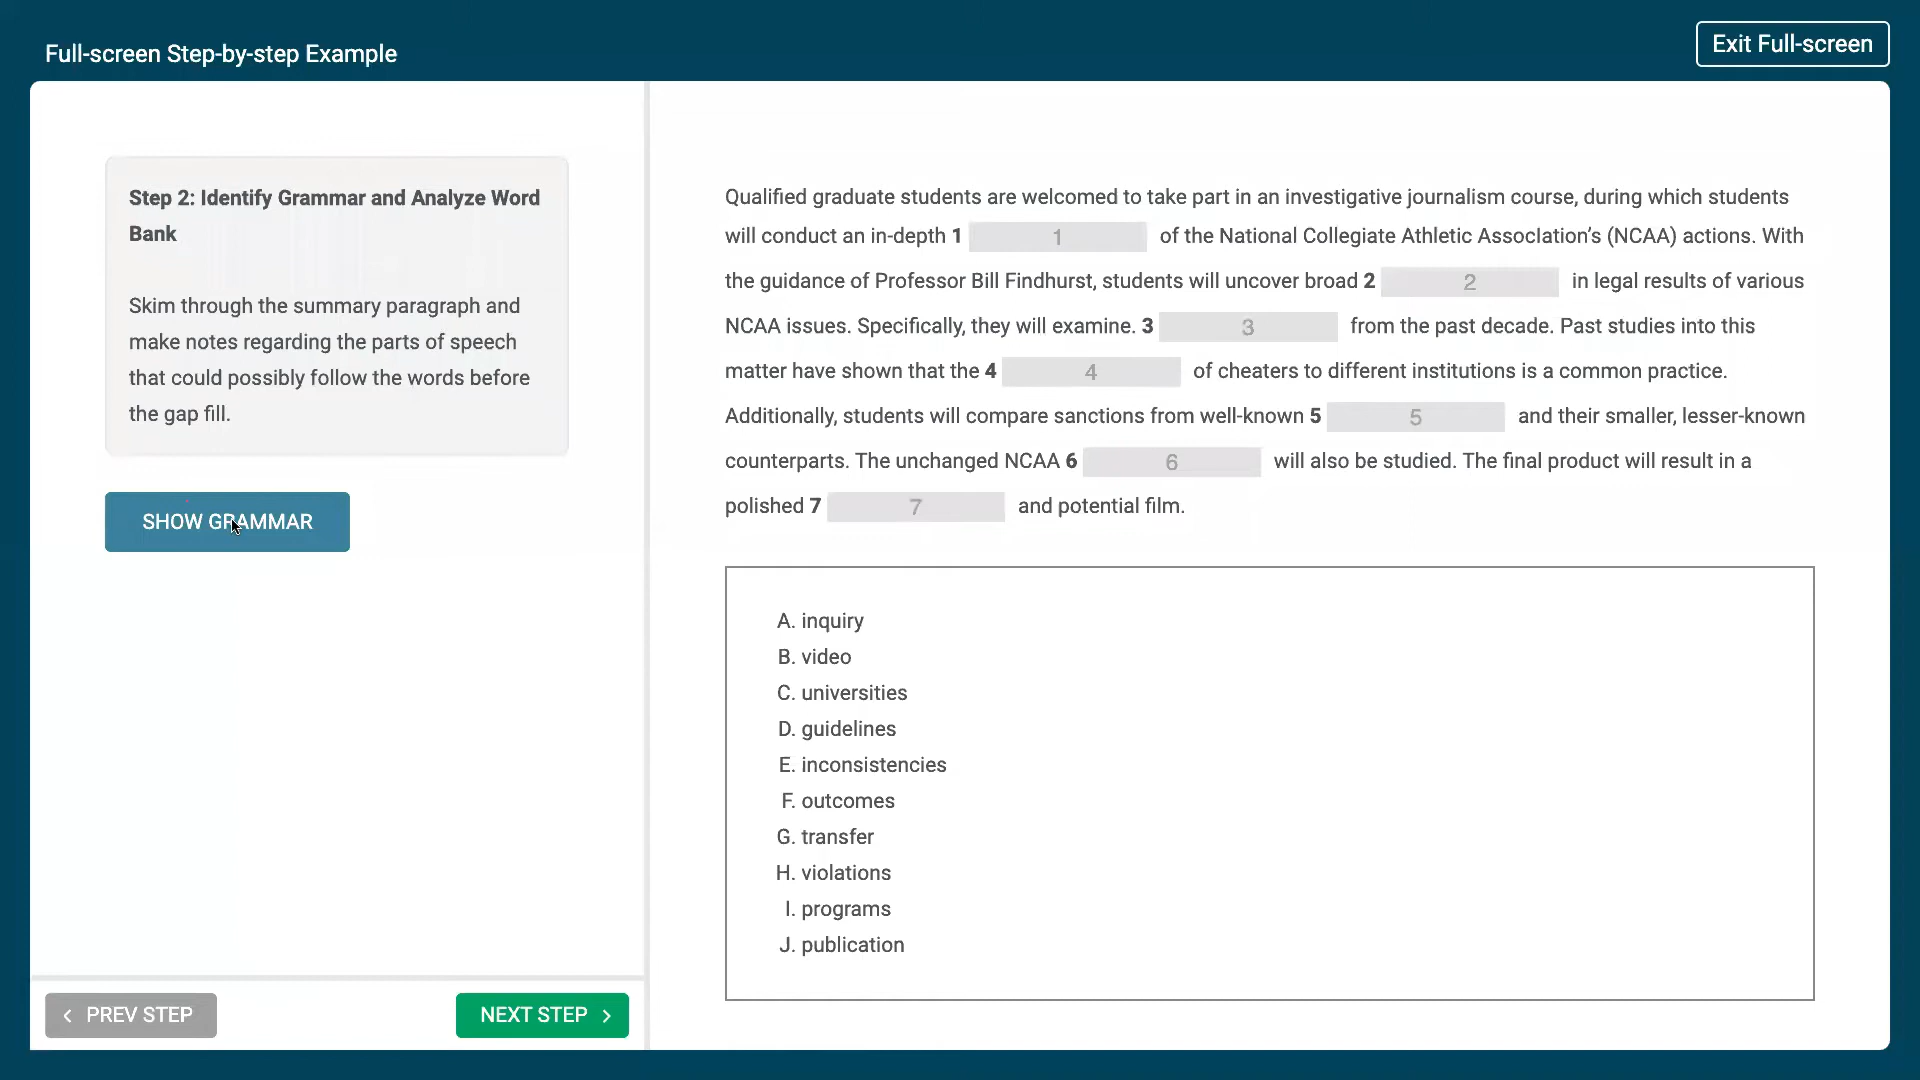 Full-screen Step-by-step Example
Exit Full-screen
Step 2: Identify Grammar and Analyze Word
Bank
Skim through the summary paragraph and
make notes regarding the parts of speech
that could possibly follow the words before
the gap fill.
SHOW GRAMMAR
PREV STEP
NEXT STEP
Qualified graduate students are welcomed to take part in an investigative journalism course, during which students
will conduct an in-depth 1 1 of the National Collegiate Athletic Association's (NCAA) actions. With
the guidance of Professor Bill Findhurst, students will uncover broad 2 2 in legal results of various
NCAA issues. Specifically, they will examine. 3 3 from the past decade. Past studies into this
matter have shown that the 4 4 of cheaters to different institutions is a common practice.
Additionally, students will compare sanctions from well-known 5 5 and their smaller, lesser-known
counterparts. The unchanged NCAA 6 6 will also be studied. The final product will result in a
polished 7 7 and potential film.
A. inquiry
B. video
C. universities
D. guidelines
E. inconsistencies
F. outcomes
G. transfer
H. violations
I. programs
J. publication